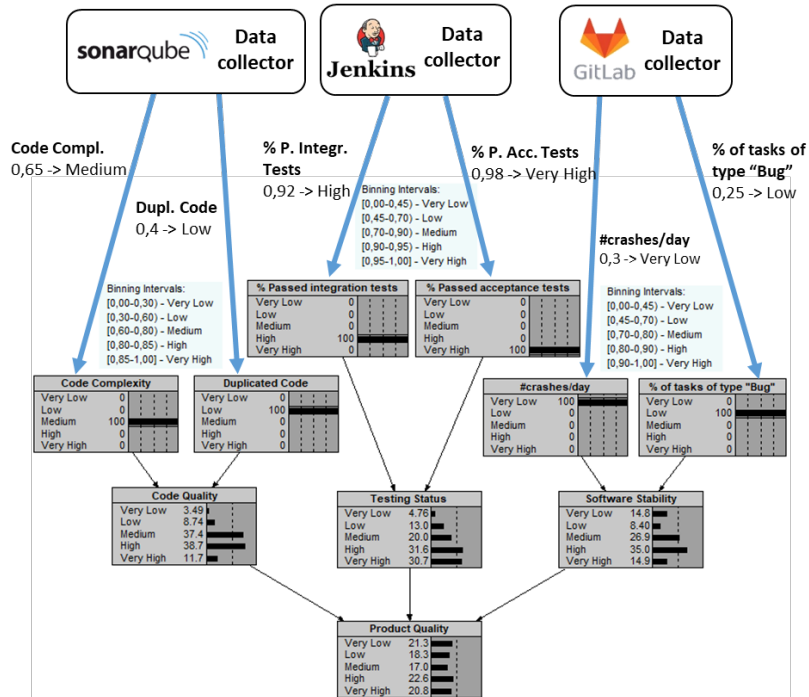 sonarqube
Data
collector
Jenkins
Data
collector
GitLab
Data
collector
Code Compl.
0,65 -> Medium
Dupl. Code
0,4 -> Low
% P. Integr.
Tests
0,92 -> High
% P. Acc. Tests
0,98 -> Very High
#crashes/day
0,3 -> Very Low
% of tasks of
type “Bug”
0,25 -> Low
Binning Intervals:
[0,00-0,30) - Very Low
[0,30-0,60) - Low
[0,60-0,80) - Medium
[0,80-0,85) - High
[0,85-1,00] - Very High
Binning Intervals:
[0,00-0,45) - Very Low
[0,45-0,70) - Low
[0,70-0,90) - Medium
[0,90-0,95) - High
[0,95-1,00] - Very High
Binning Intervals:
[0,00-0,45) - Very Low
[0,45-0,70) - Low
[0,70-0,80) - Medium
[0,80-0,90) - High
[0,90-1,00] - Very High
% Passed integration tests
Very Low 0
Low 0
Medium 0
High 100
Very High 0
% Passed acceptance tests
Very Low 0
Low 0
Medium 0
High 0
Very High 100
Code Complexity
Very Low 0
Low 0
Medium 100
High 0
Very High 0
Duplicated Code
Very Low 0
Low 100
Medium 0
High 0
Very High 0
#crashes/day
Very Low 100
Low 0
Medium 0
High 0
Very High 0
% of tasks of type "Bug"
Very Low 0
Low 100
Medium 0
High 0
Very High 0
Code Quality
Very Low 3.49
Low 8.74
Medium 37.4
High 38.7
Very High 11.7
Testing Status
Very Low 4.76
Low 13.0
Medium 20.0
High 31.6
Very High 30.7
Software Stability
Very Low 14.8
Low 8.40
Medium 26.9
High 35.0
Very High 14.9
Product Quality
Very Low 21.3
Low 18.3
Medium 17.0
High 22.6
Very High 20.8